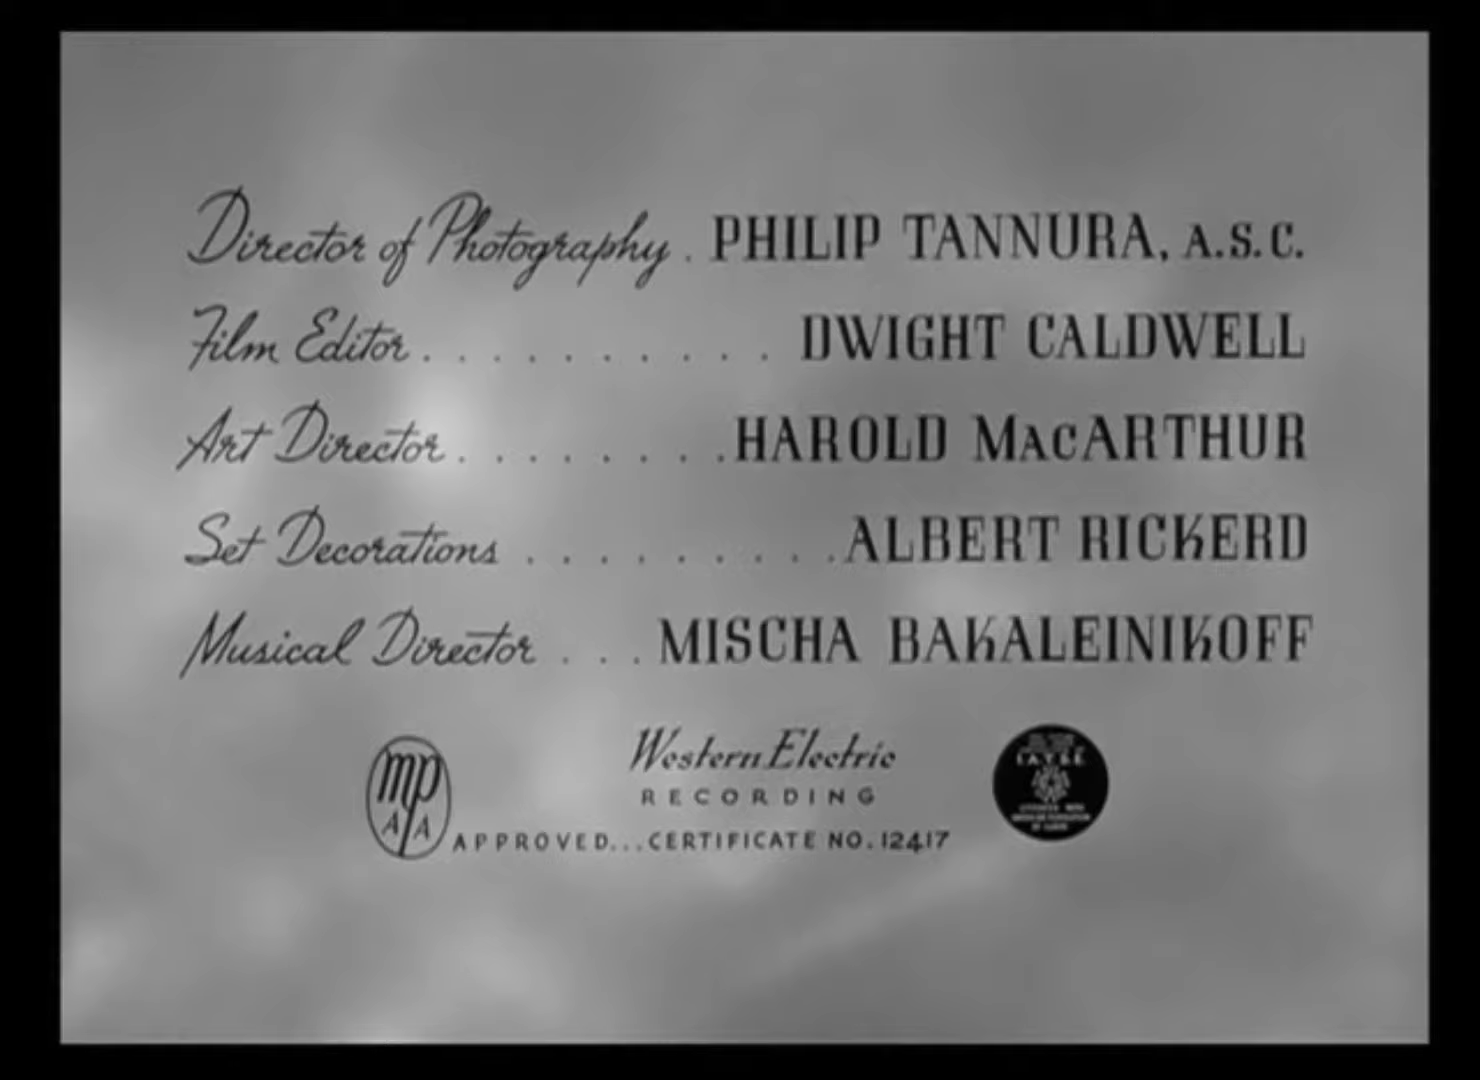 Director of Photography . PHILIP TANNURA, A.S.C.
Film Editor . . . . . . . . . . . DWIGHT CALDWELL
Art Director . . . . . . . . HAROLD MacARTHUR
Set Decorations . . . . . . . . . ALBERT RICKERD
Musical Director . . . MISCHA BAKALEINIKOFF
Western Electric
RECORDING
MPAA
APPROVED...CERTIFICATE NO. 12417
I.A.T.S.E.